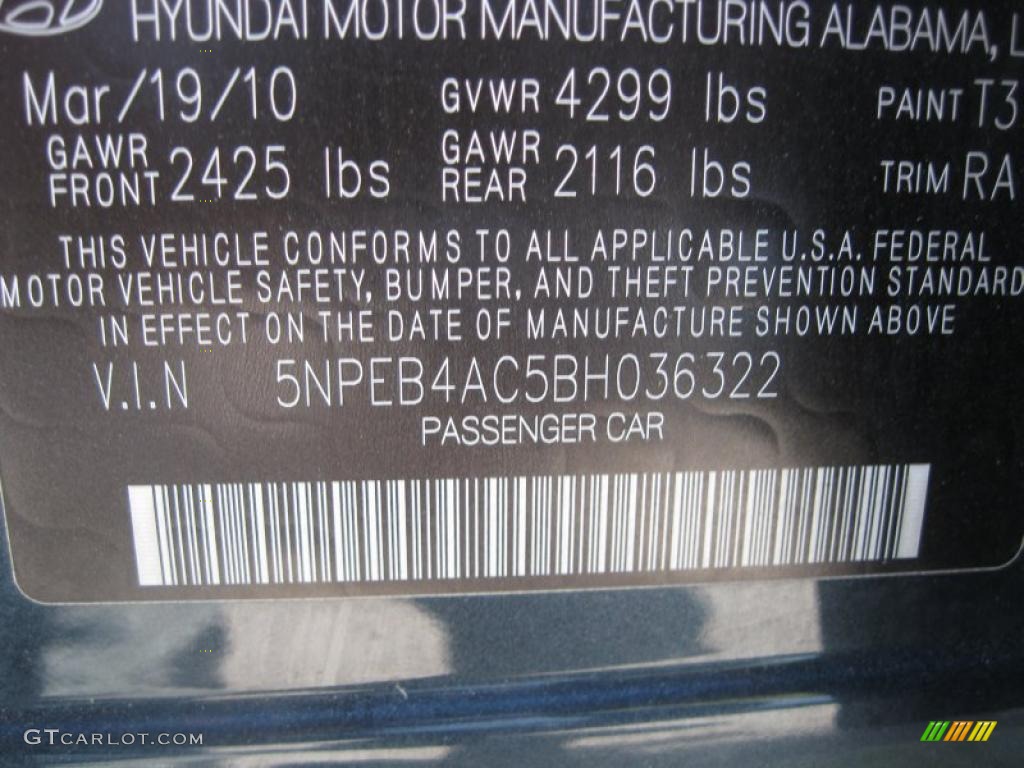 HYUNDAI MOTOR MANUFACTURING ALABAMA, L
Mar/19/10 GVWR 4299 lbs PAINT T3
GAWR FRONT 2425 lbs GAWR REAR 2116 lbs TRIM RA
THIS VEHICLE CONFORMS TO ALL APPLICABLE U.S.A. FEDERAL
MOTOR VEHICLE SAFETY, BUMPER, AND THEFT PREVENTION STANDARD
IN EFFECT ON THE DATE OF MANUFACTURE SHOWN ABOVE
V.I.N 5NPEB4AC5BH036322
PASSENGER CAR
GTCARLOT.COM